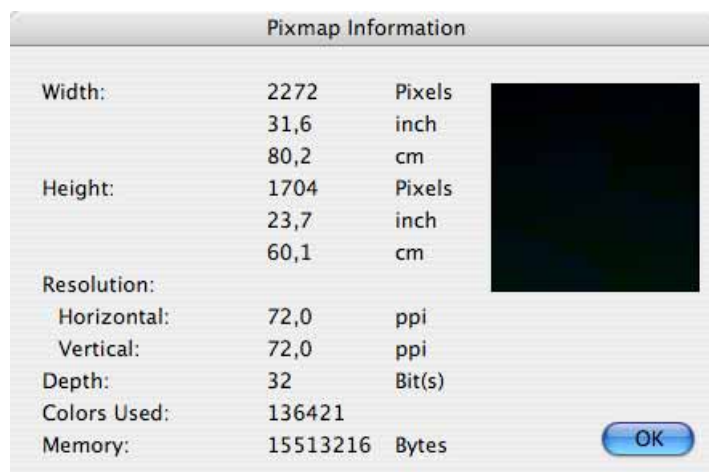 Pixmap Information
Width: 2272 Pixels
31,6 inch
80,2 cm
Height: 1704 Pixels
23,7 inch
60,1 cm
Resolution:
Horizontal: 72,0 ppi
Vertical: 72,0 ppi
Depth: 32 Bit(s)
Colors Used: 136421
Memory: 15513216 Bytes
OK